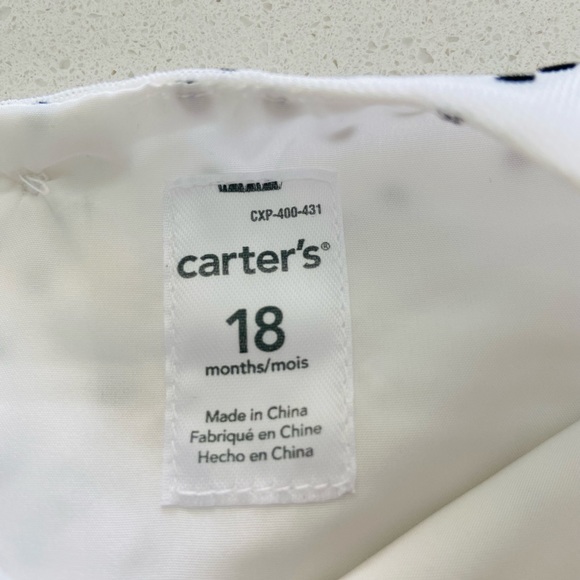 CXP-400-431
carter's®
18
months/mois
Made in China
Fabriqué en Chine
Hecho en China